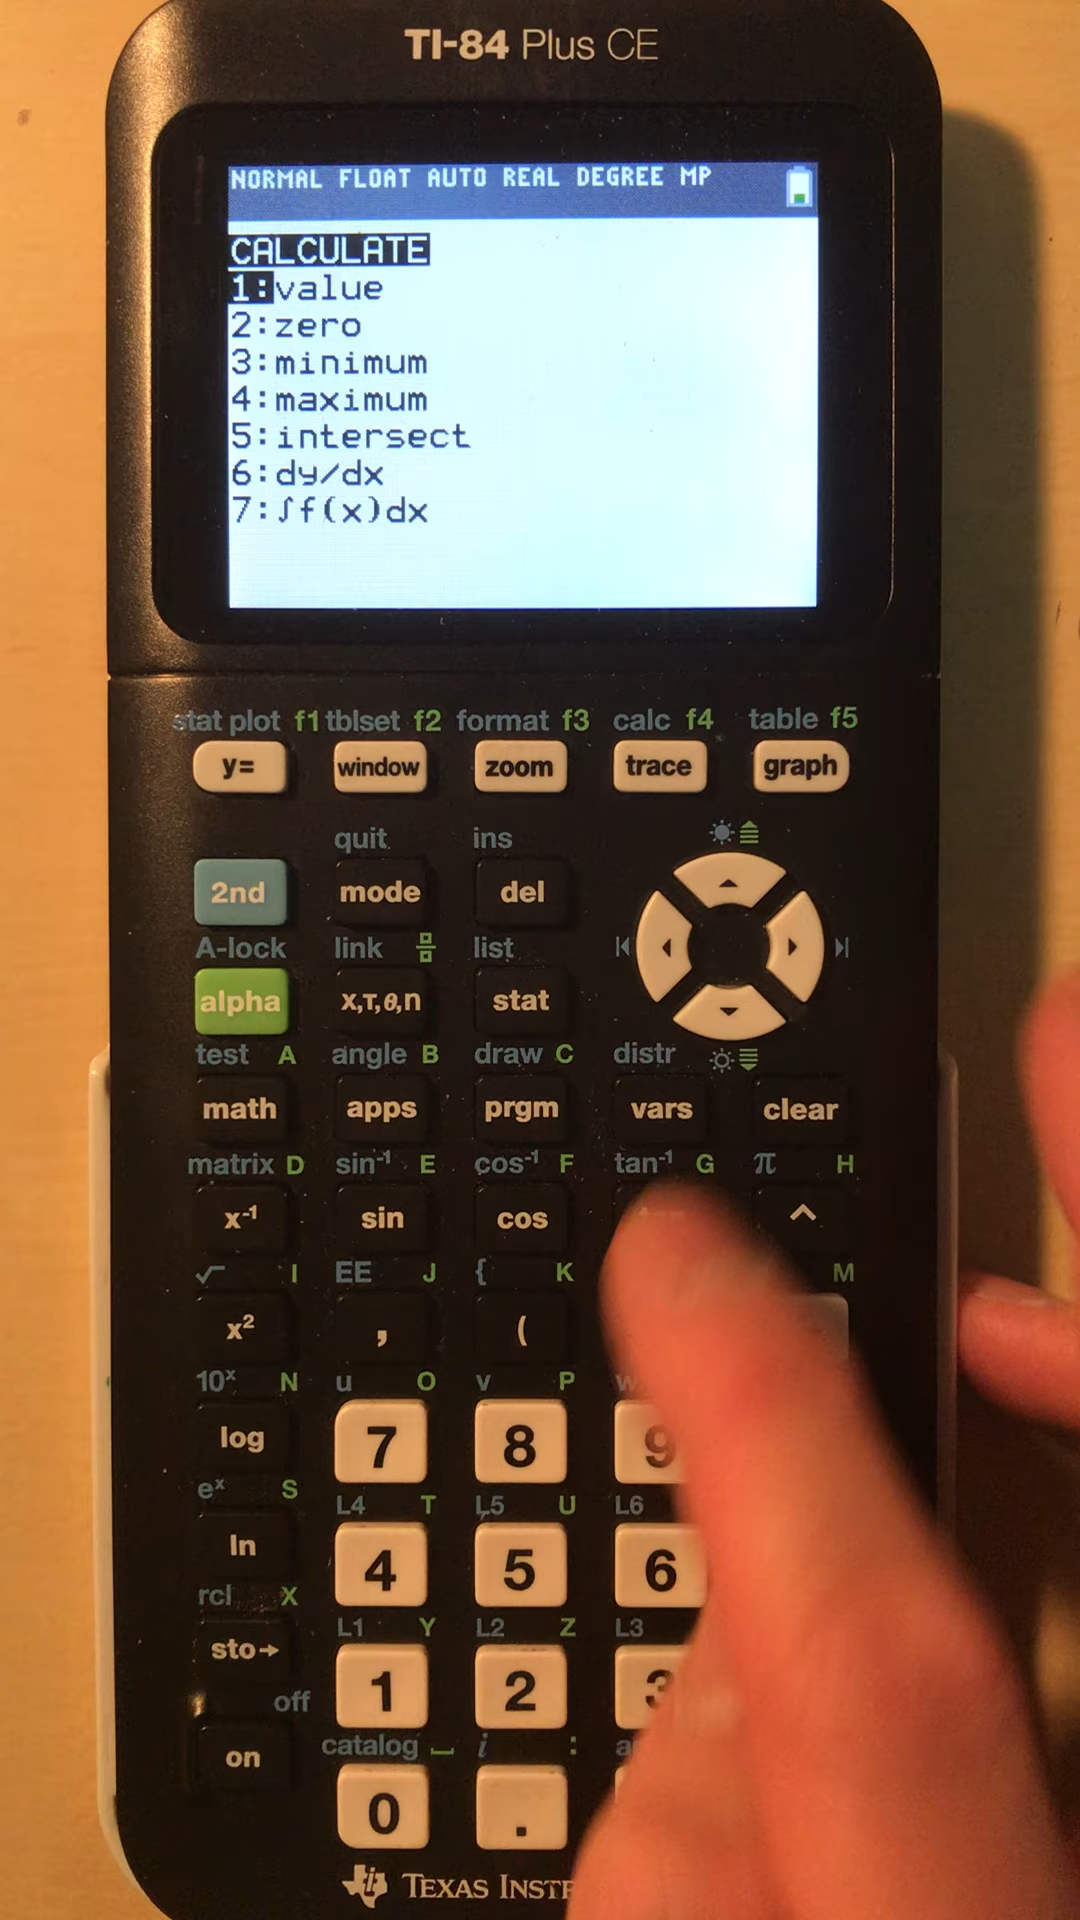 TI-84 Plus CE
NORMAL FLOAT AUTO REAL DEGREE MP
CALCULATE
1:value
2:zero
3:minimum
4:maximum
5:intersect
6:dy/dx
7:∫f(x)dx
stat plot f1 tblset f2 format f3 calc f4 table f5
y= window zoom trace graph
quit ins
2nd mode del
A-lock link list
alpha X,T,θ,n stat
test A angle B draw C distr
math apps prgm vars clear
matrix D sin⁻¹ E cos⁻¹ F tan⁻¹ G π H
x⁻¹ sin cos ^
√ I EE J { K M
x² , (
10ˣ N u O v P w
log 7 8 9
eˣ S L4 T L5 U L6
ln 4 5 6
rcl X L1 Y L2 Z L3
sto→ 1 2 3
off catalog i :
on 0 .
TEXAS